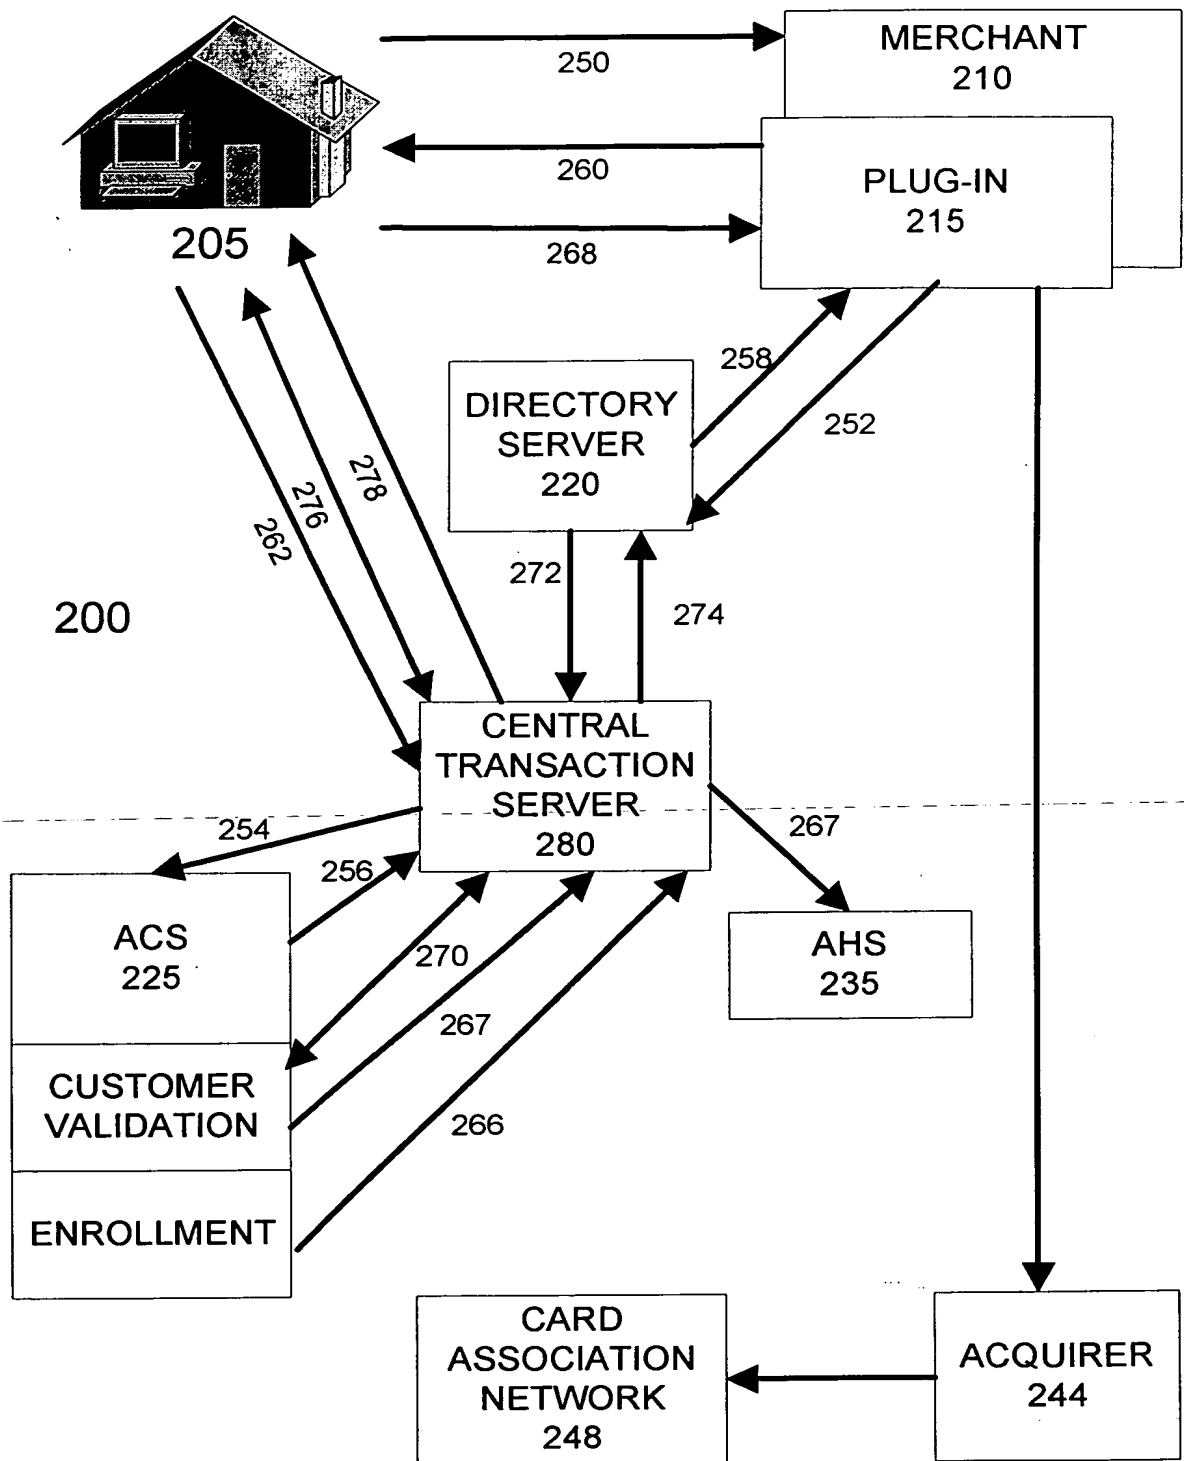 MERCHANT
210
250
260
PLUG-IN
215
205
268
258
DIRECTORY
SERVER
220
252
278
276
262
272
274
200
CENTRAL
TRANSACTION
SERVER
280
254
267
256
ACS
225
270
AHS
235
267
CUSTOMER
VALIDATION
266
ENROLLMENT
CARD
ASSOCIATION
NETWORK
248
ACQUIRER
244